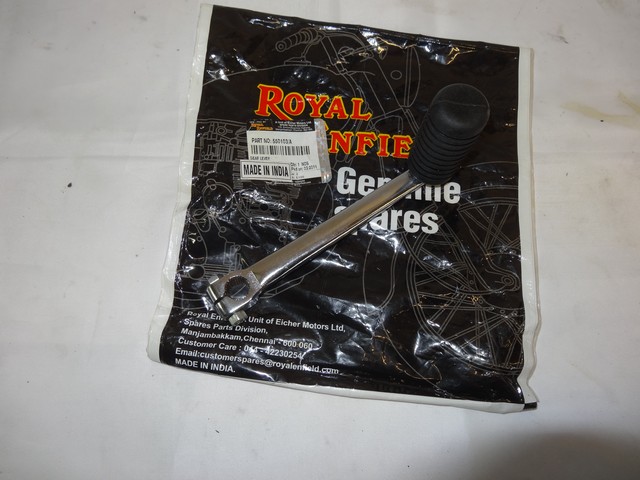 ROYAL
ENFIE
PART NO: 550103/A
GEAR LEVER
MADE IN INDIA
Genuine
spares
Royal En Unit of Eicher Motors Ltd,
Spares Parts Division,
Manjambakkam, Chennai - 600 060
Customer Care : 044 - 42230254
Email:customerspares@royalenfield.com
MADE IN INDIA.